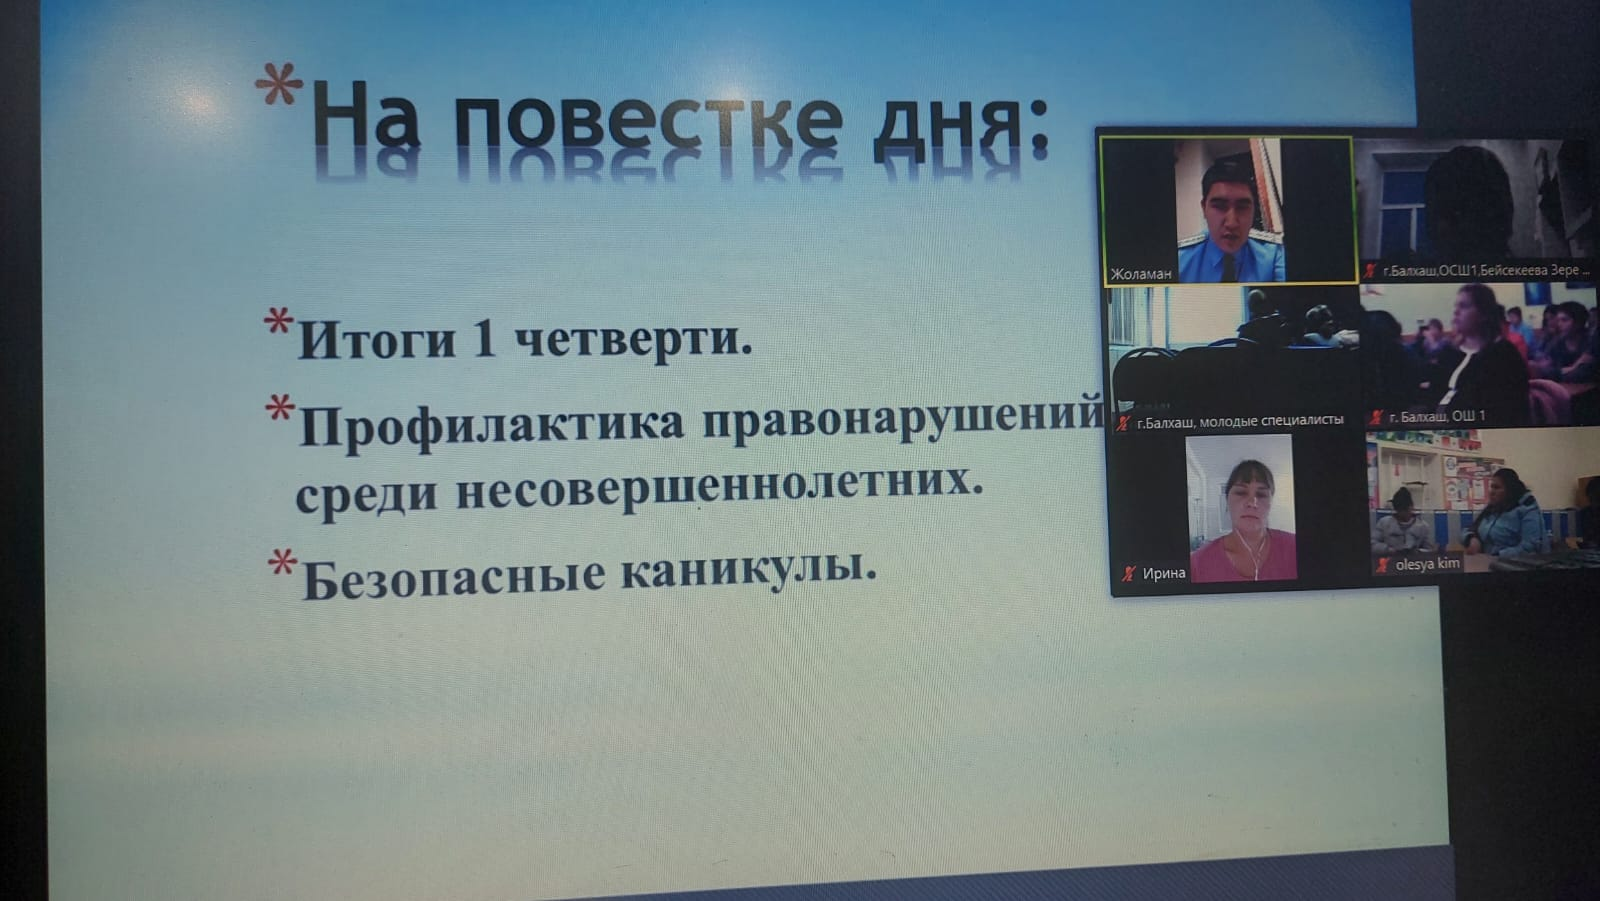 *На повестке дня:
*Итоги 1 четверти.
*Профилактика правонарушений
среди несовершеннолетних.
*Безопасные каникулы.
Жоламан
г.Балхаш,ОСШ1,Бейсекеева Зере ...
г.Балхаш, молодые специалисты
г. Балхаш, ОШ 1
Ирина
olesya kim